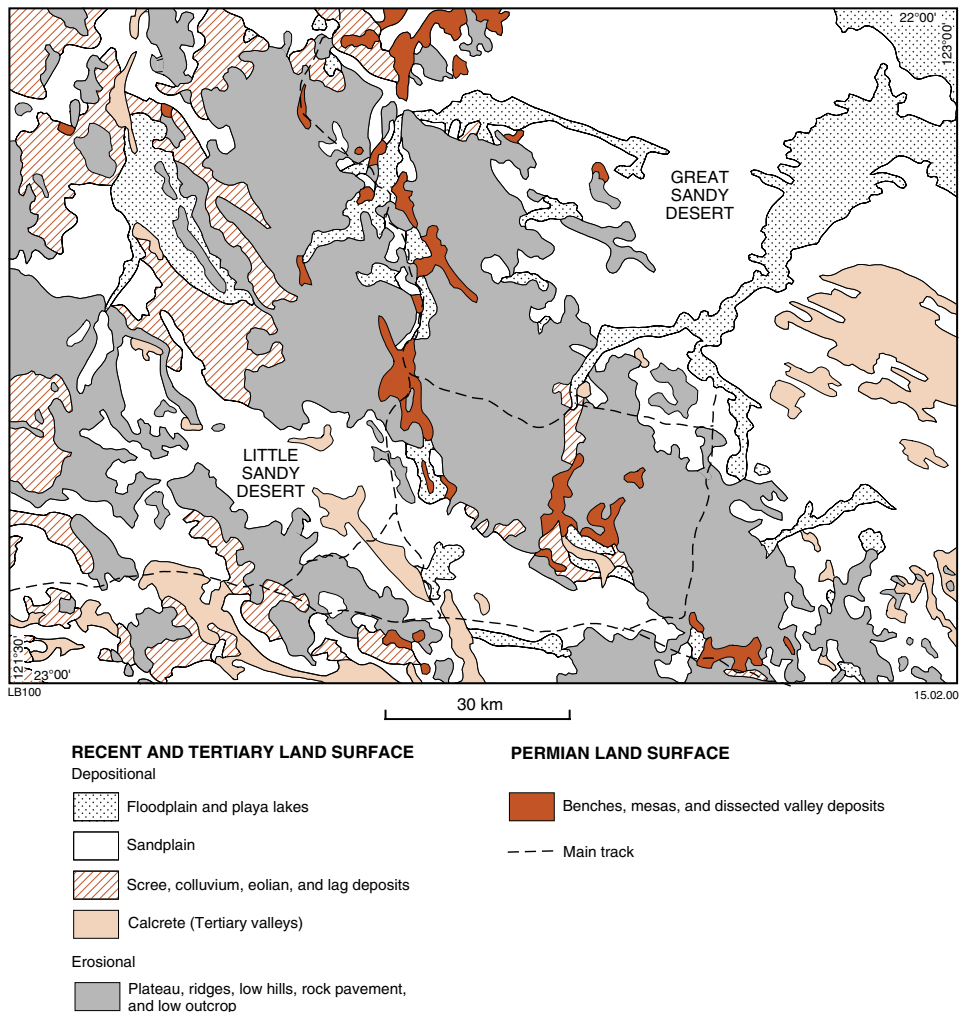 22°00'
123°00'
GREAT
SANDY
DESERT
LITTLE
SANDY
DESERT
121°30'
23°00'
LB100
15.02.00
30 km
RECENT AND TERTIARY LAND SURFACE
Depositional
Floodplain and playa lakes
Sandplain
Scree, colluvium, eolian, and lag deposits
Calcrete (Tertiary valleys)
Erosional
Plateau, ridges, low hills, rock pavement,
and low outcrop
PERMIAN LAND SURFACE
Benches, mesas, and dissected valley deposits
Main track